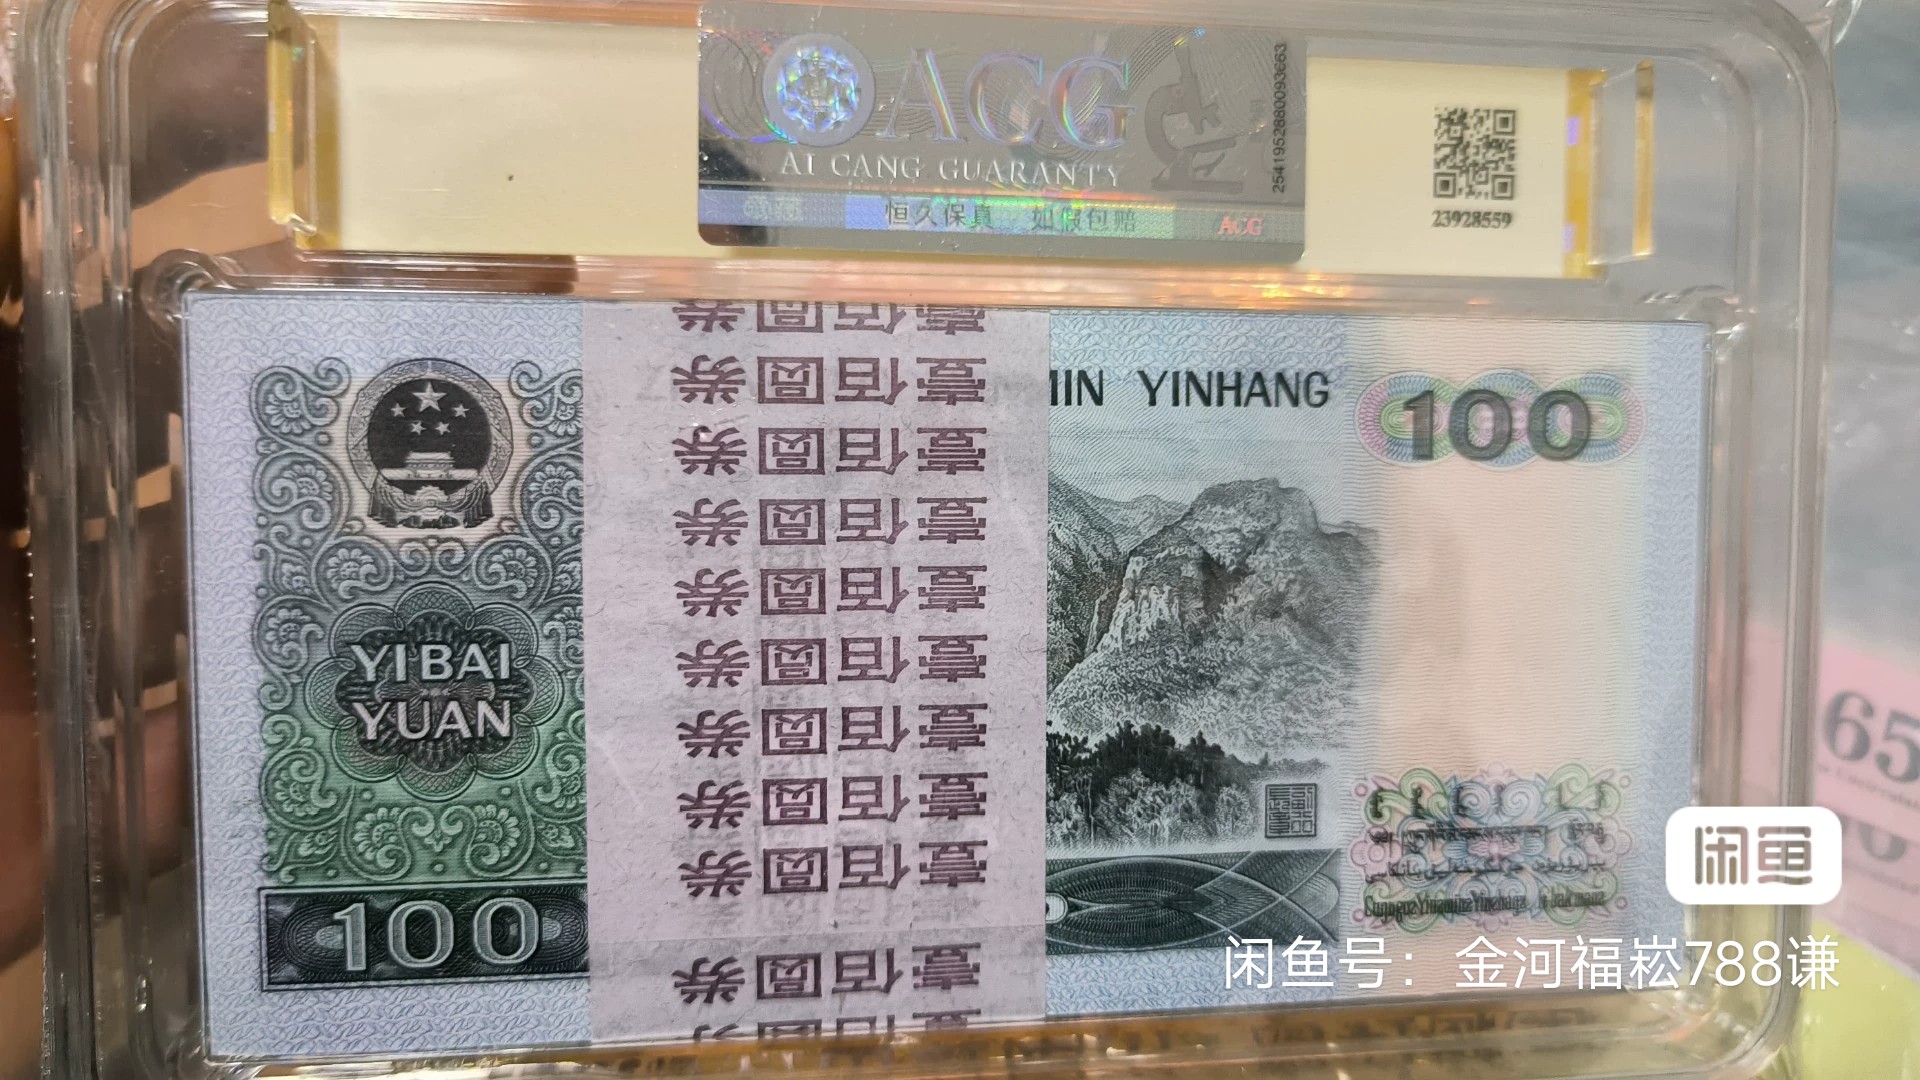 ACG
AI CANG GUARANTY
恒久保真 如假包赔
ACG
2541952880093663
23928559
壹佰圆券
壹佰圆券
壹佰圆券
壹佰圆券
壹佰圆券
壹佰圆券
壹佰圆券
壹佰圆券
壹佰圆券
壹佰圆券
壹佰圆券
MIN YINHANG
100
YI BAI
YUAN
100
65
闲鱼
闲鱼号：金河福崧788谦